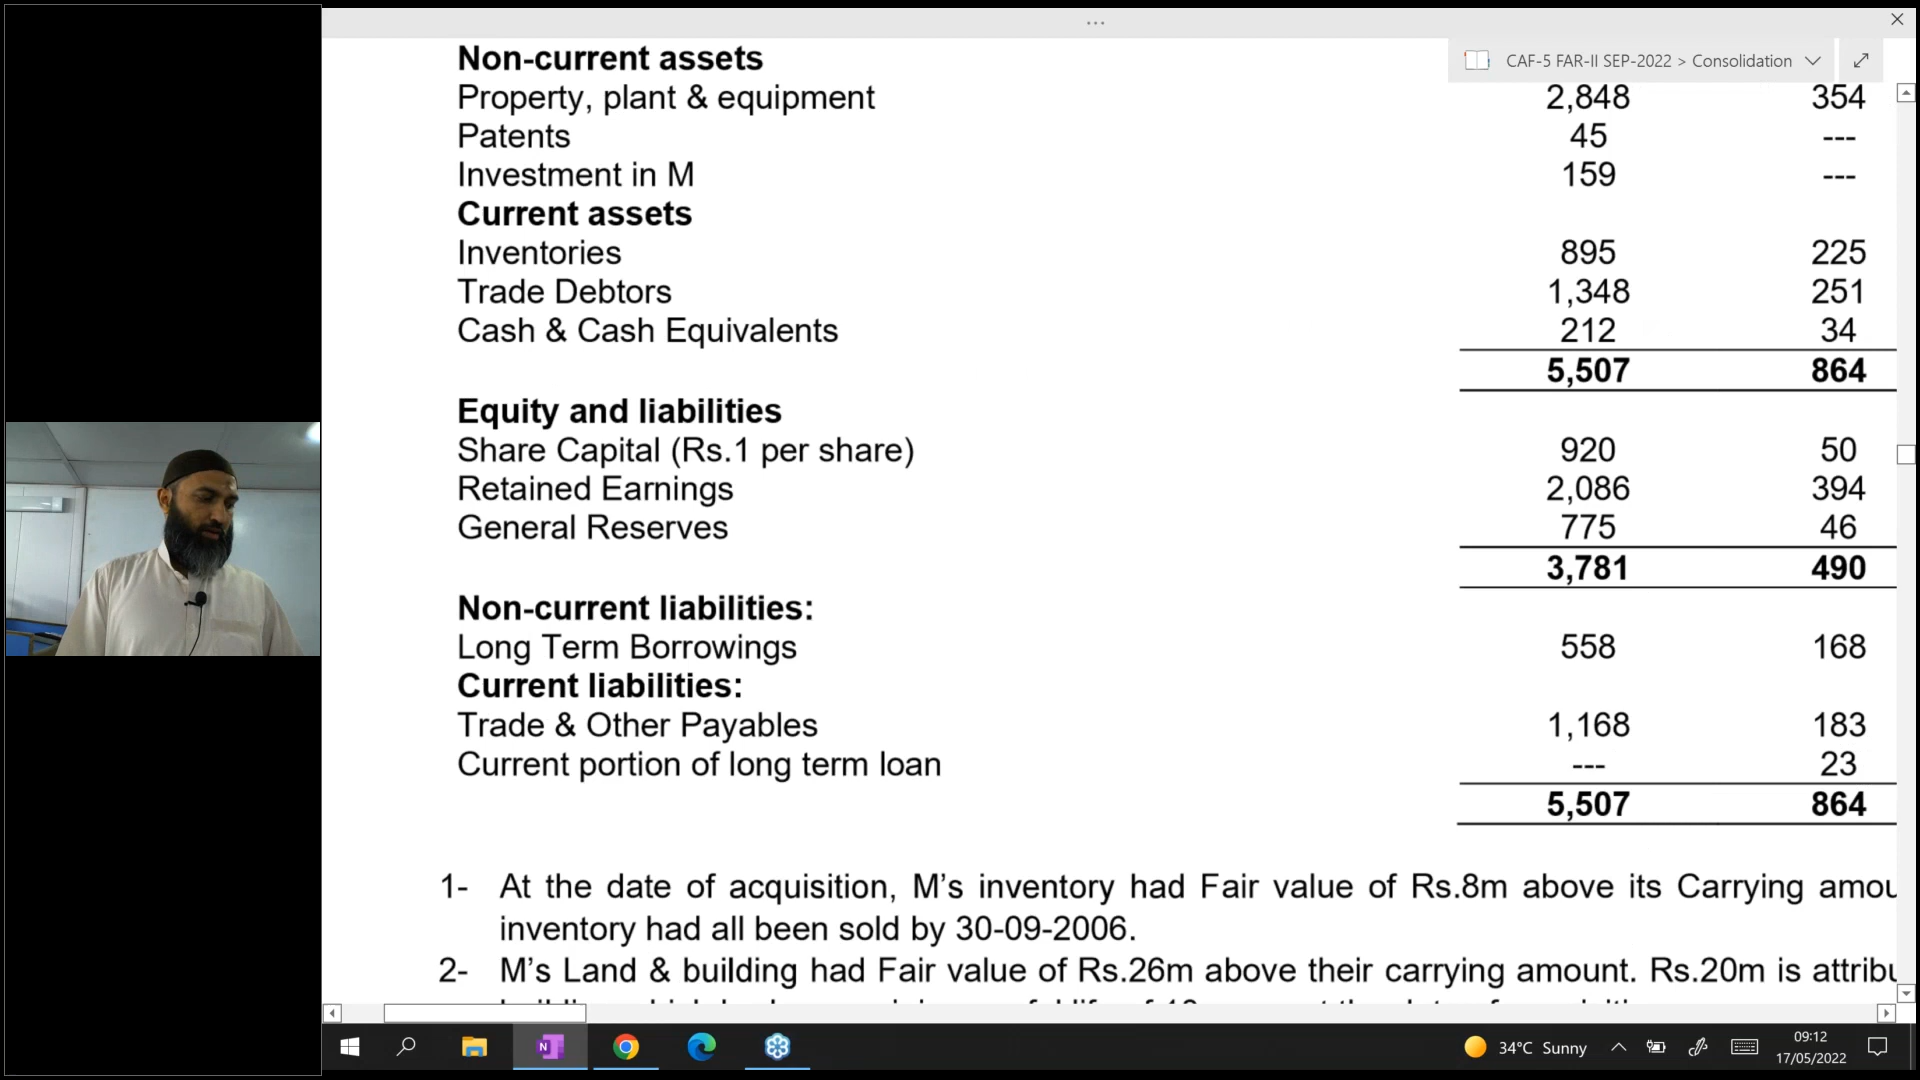 CAF-5 FAR-II SEP-2022 > Consolidation
Non-current assets
Property, plant & equipment 2,848 354
Patents 45 ---
Investment in M 159 ---
Current assets
Inventories 895 225
Trade Debtors 1,348 251
Cash & Cash Equivalents 212 34
5,507 864
Equity and liabilities
Share Capital (Rs.1 per share) 920 50
Retained Earnings 2,086 394
General Reserves 775 46
3,781 490
Non-current liabilities:
Long Term Borrowings 558 168
Current liabilities:
Trade & Other Payables 1,168 183
Current portion of long term loan --- 23
5,507 864
1- At the date of acquisition, M's inventory had Fair value of Rs.8m above its Carrying
inventory had all been sold by 30-09-2006.
2- M's Land & building had Fair value of Rs.26m above their carrying amount. Rs.20m is
34°C Sunny
09:12
17/05/2022